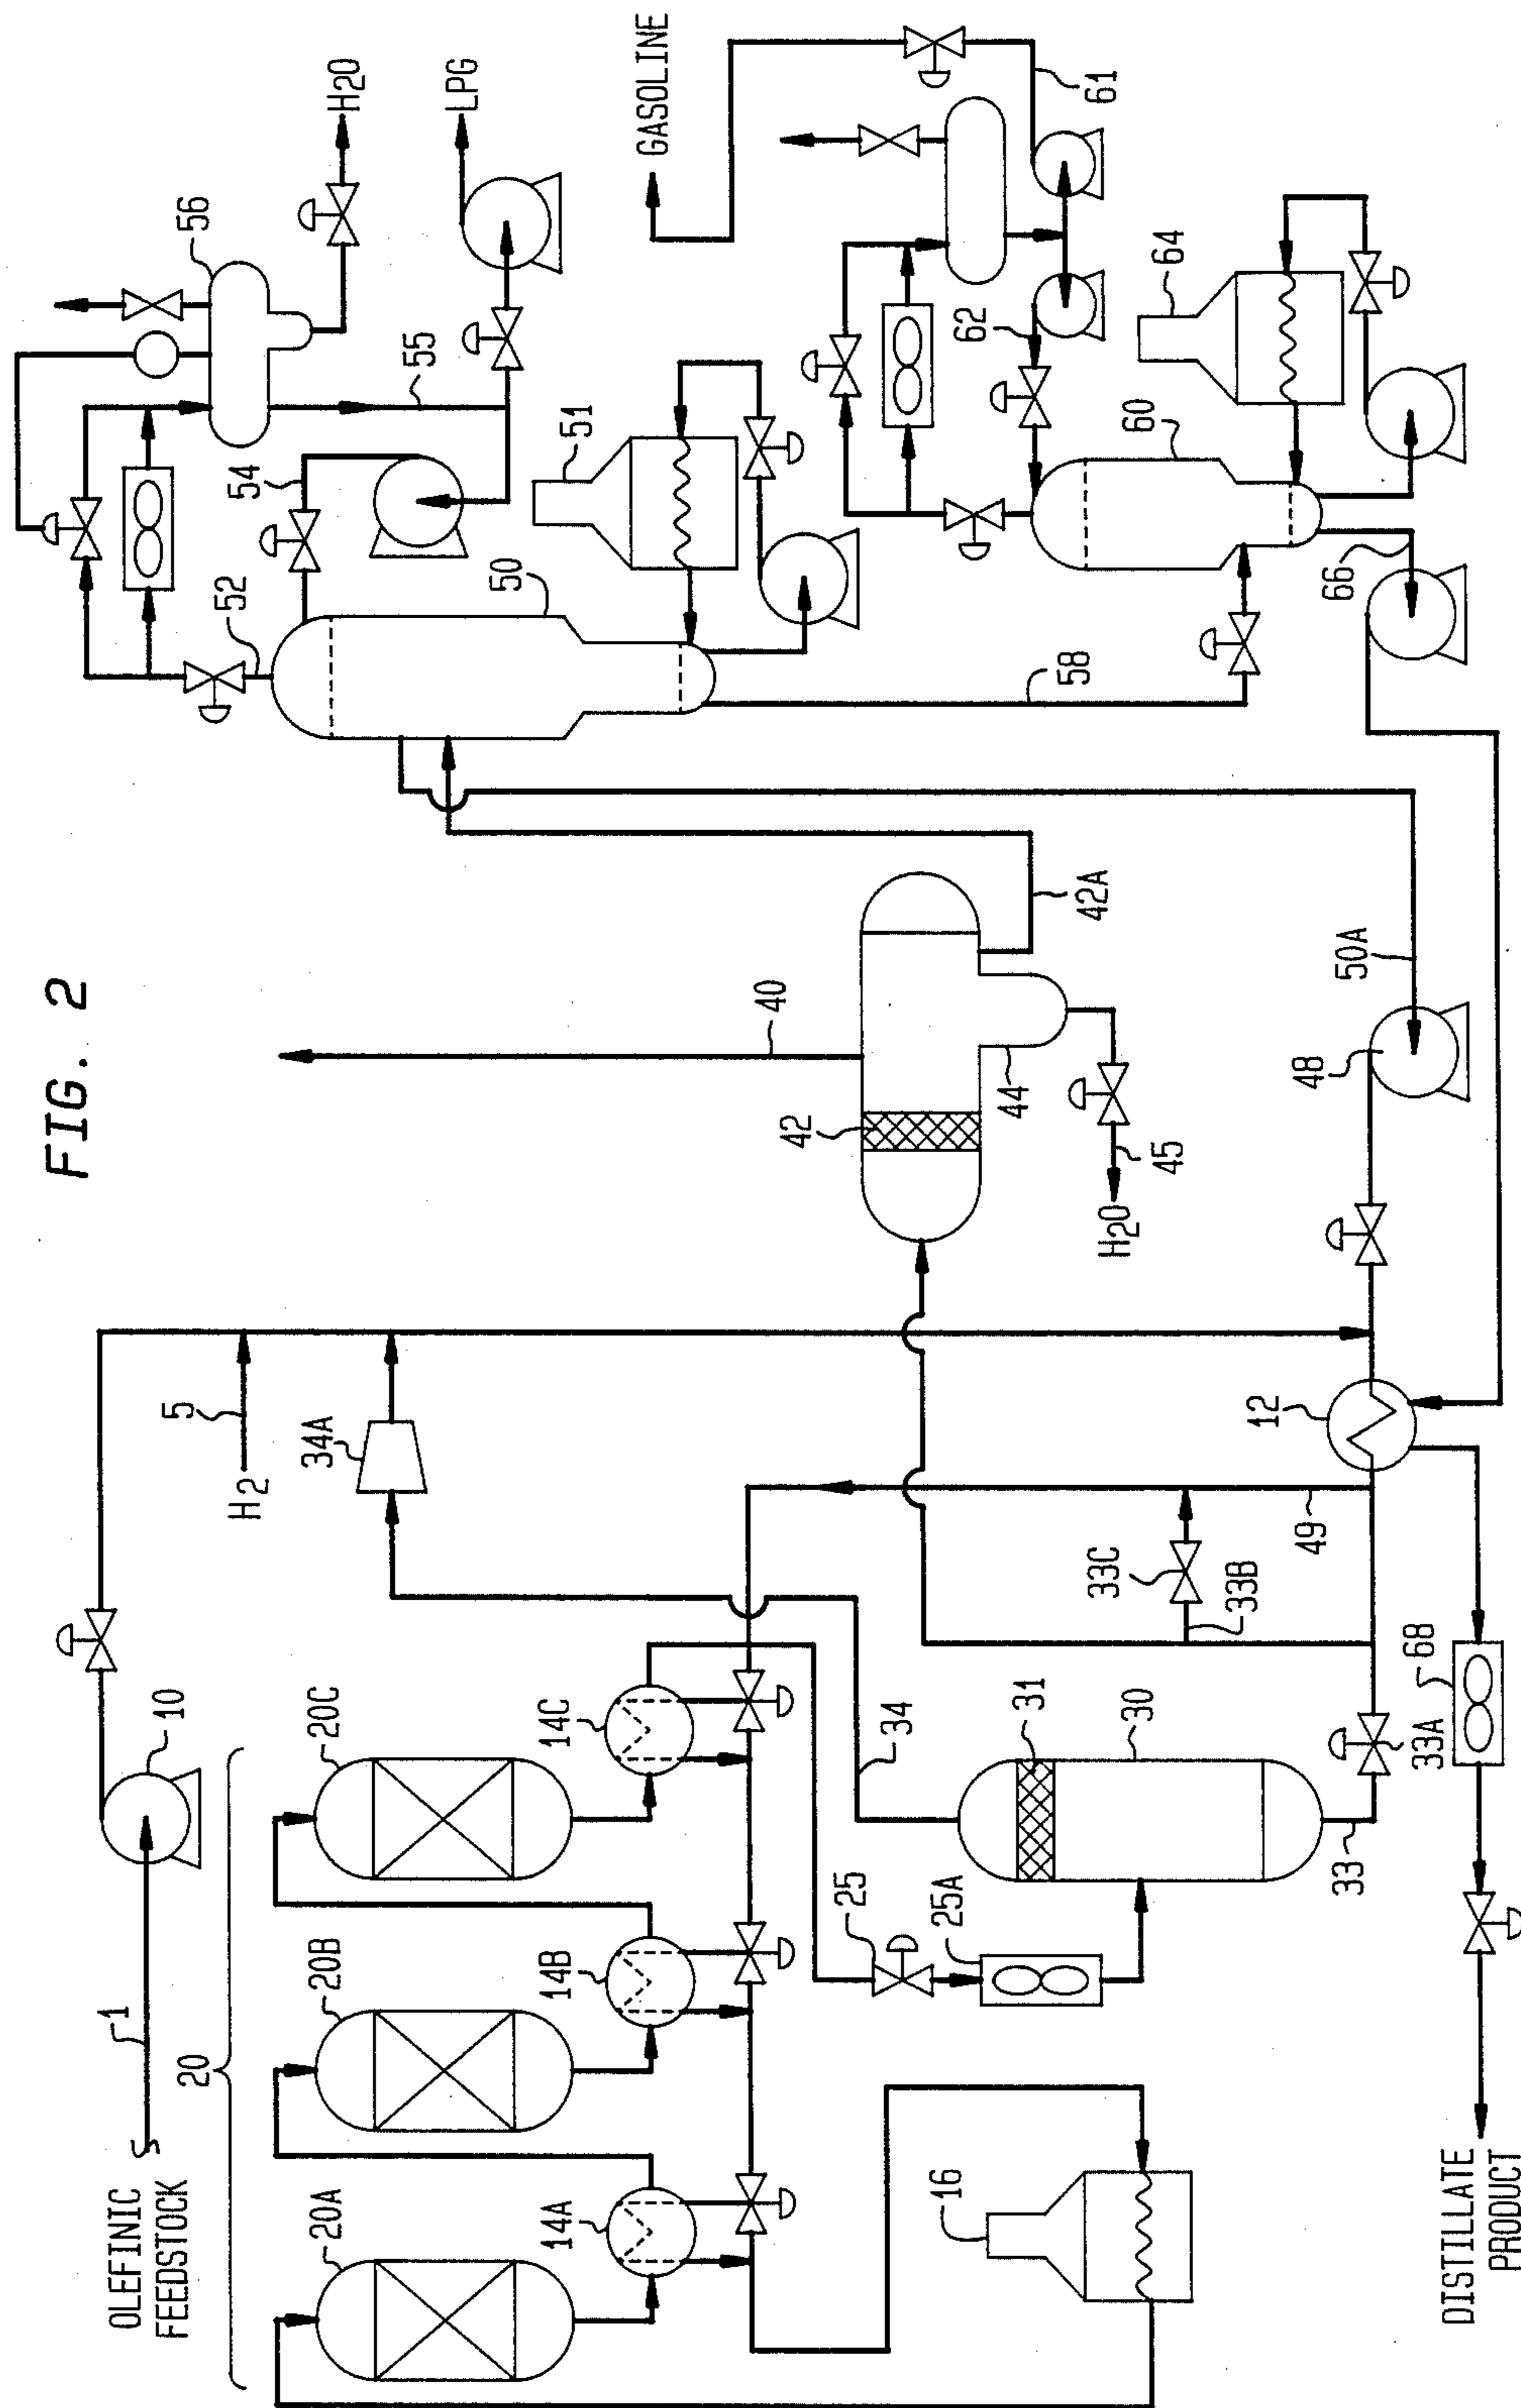 FIG. 2
OLEFINIC
FEEDSTOCK
1
10
H2
5
34A
20
20A
20B
20C
14A
14B
14C
16
25
25A
34
31
30
33
33A
33B
33C
49
12
68
DISTILLATE
PRODUCT
40
42
44
45
H2O
42A
48
50A
52
54
50
51
55
56
H2O
LPG
58
GASOLINE
61
62
60
64
66